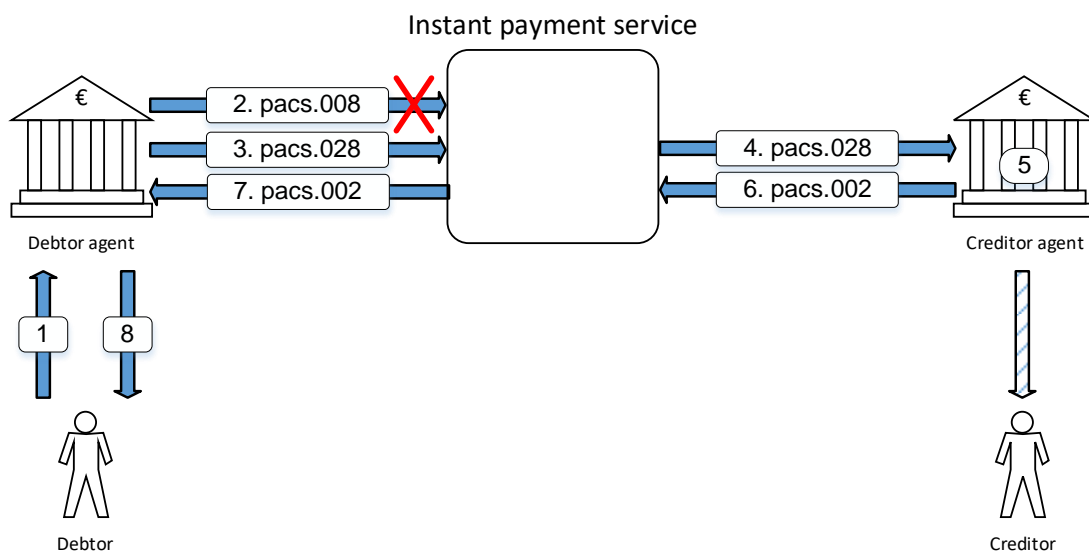 Instant payment service
€
2. pacs.008
€
3. pacs.028
4. pacs.028
7. pacs.002
6. pacs.002
5
Debtor agent
Creditor agent
1
8
Debtor
Creditor